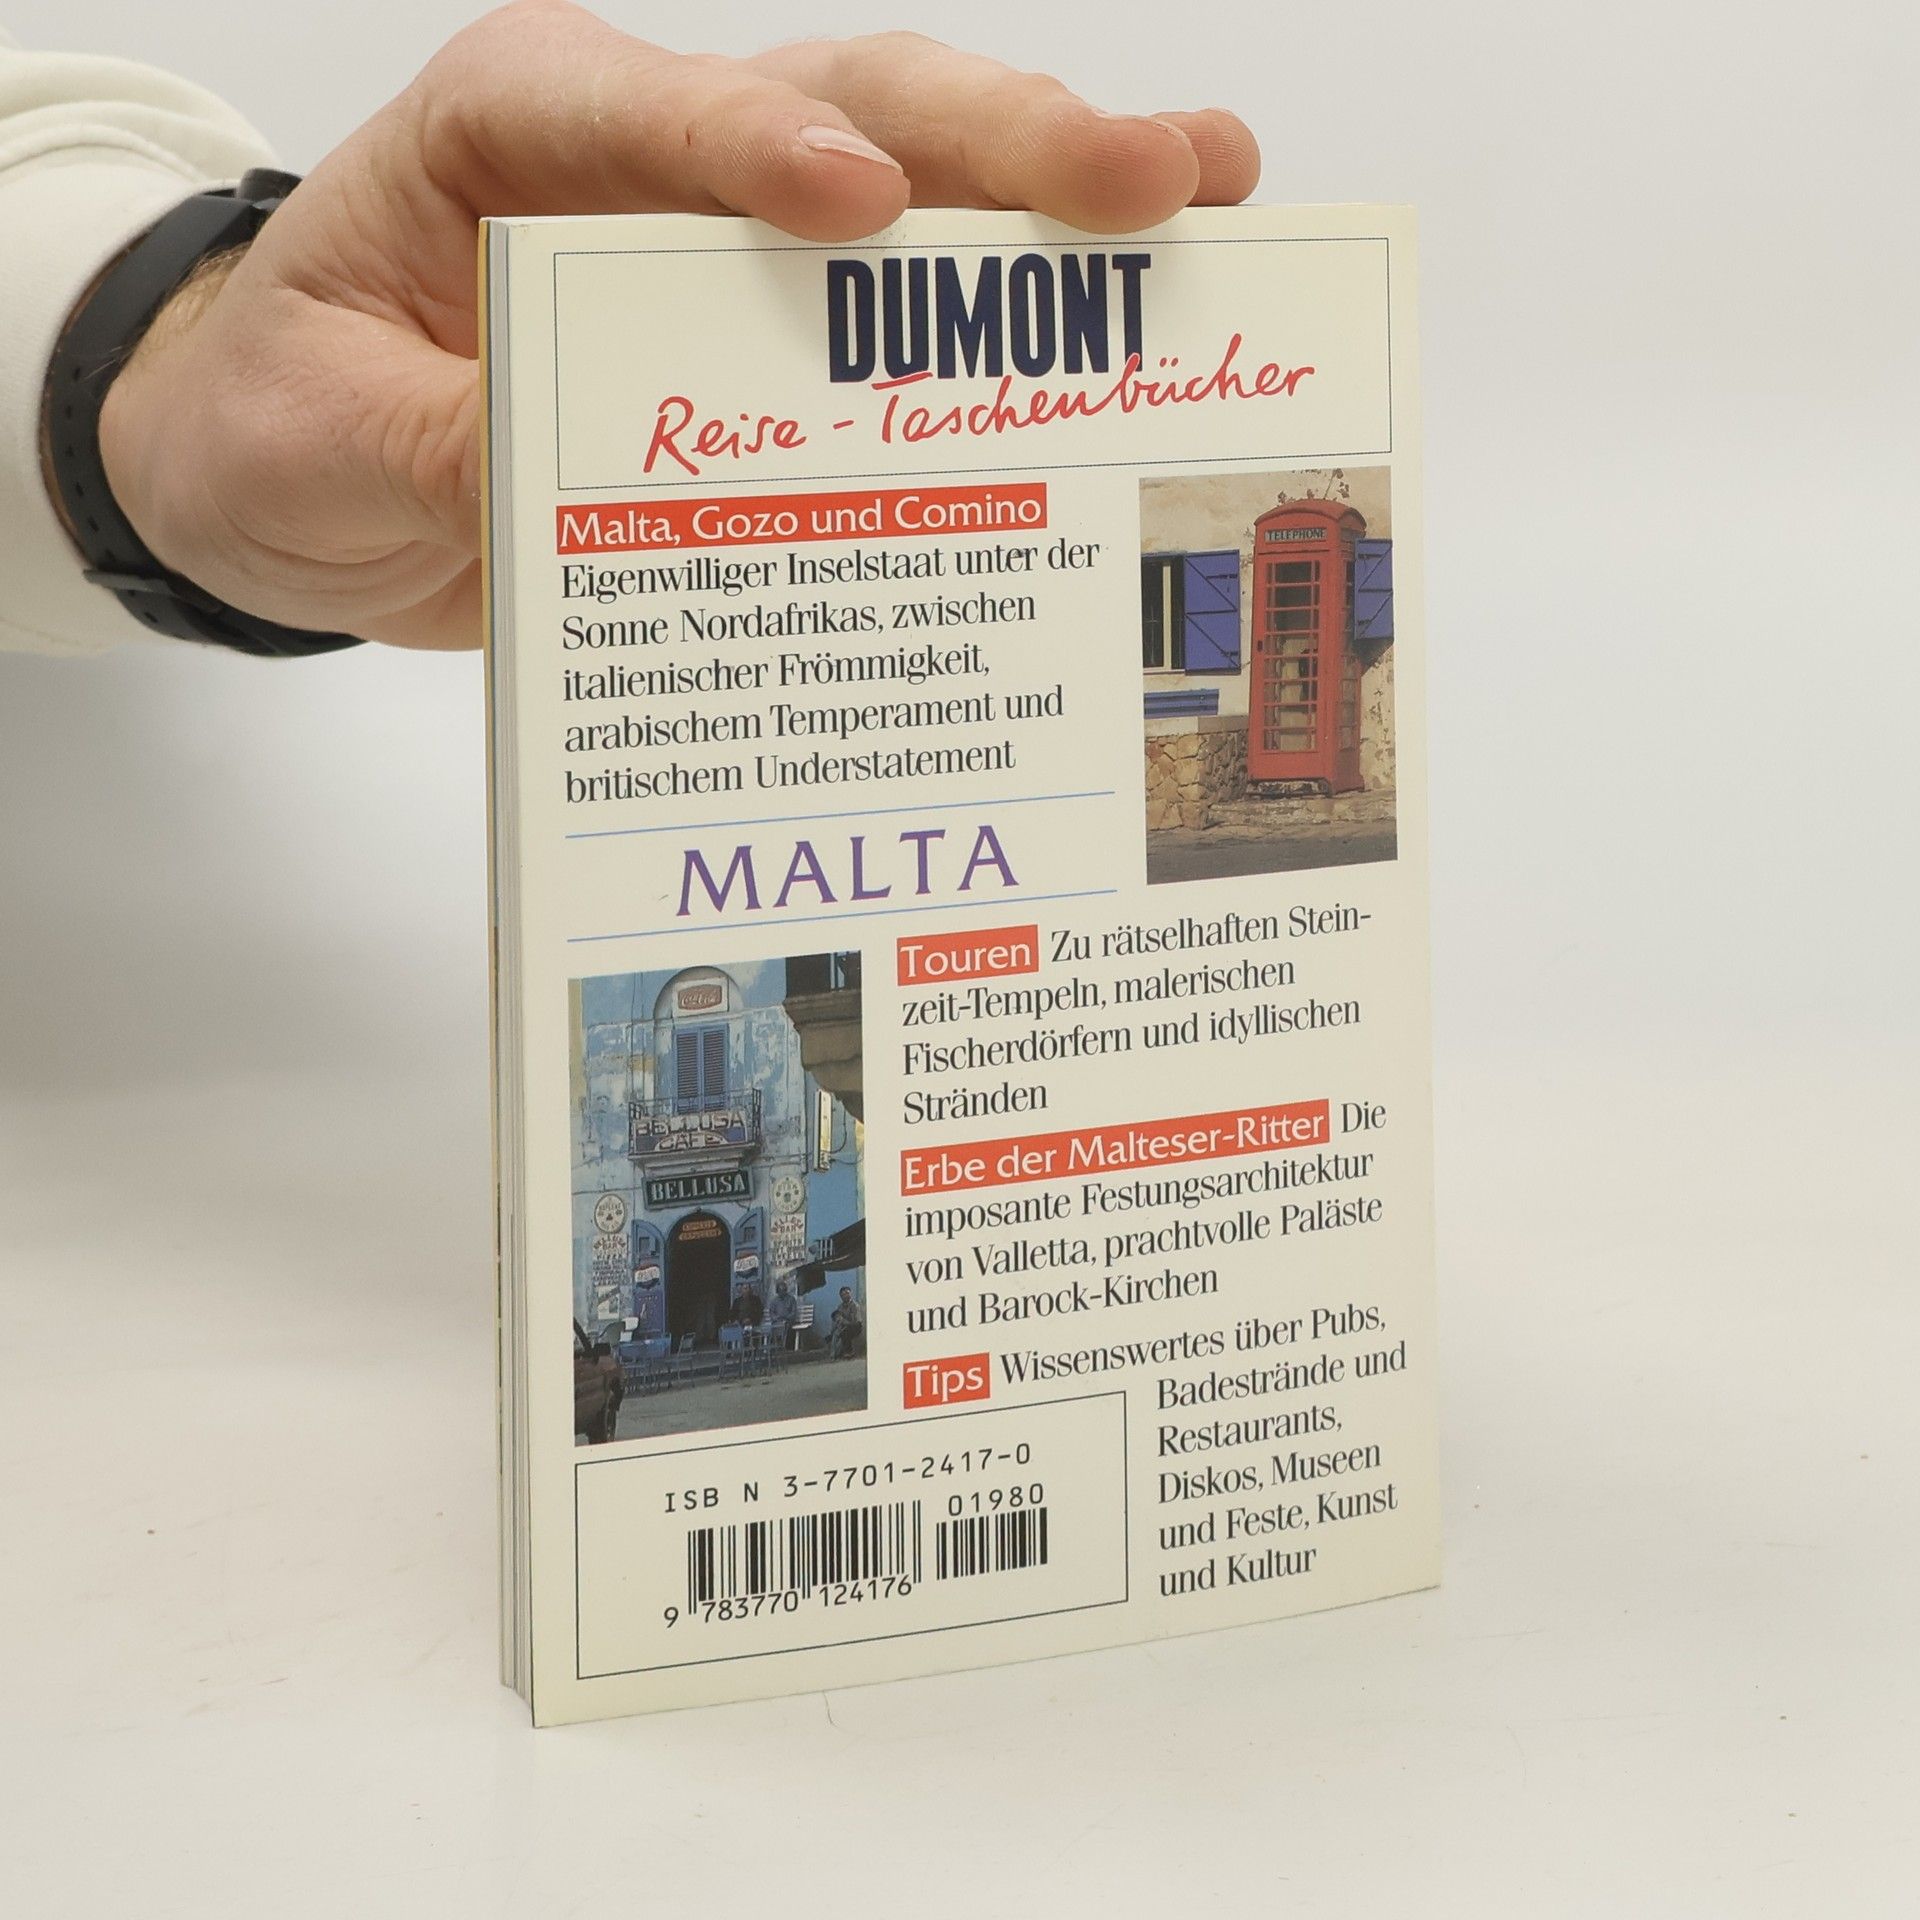 DUMONT
Reise-Taschenbücher
Malta, Gozo und Comino
Eigenwilliger Inselstaat unter der
Sonne Nordafrikas, zwischen
italienischer Frömmigkeit,
arabischem Temperament und
britischem Understatement
TELEPHONE
MALTA
Touren Zu rätselhaften Stein-
zeit-Tempeln, malerischen
Fischerdörfern und idyllischen
Stränden
Erbe der Malteser-Ritter Die
imposante Festungsarchitektur
von Valletta, prachtvolle Paläste
und Barock-Kirchen
Tips Wissenswertes über Pubs,
Badestrände und
Restaurants,
Diskos, Museen
und Feste, Kunst
und Kultur
Coca-Cola
BELLUSA
CAFE
BELLUSA
ISBN 3-7701-2417-0
01980
9 783770 124176